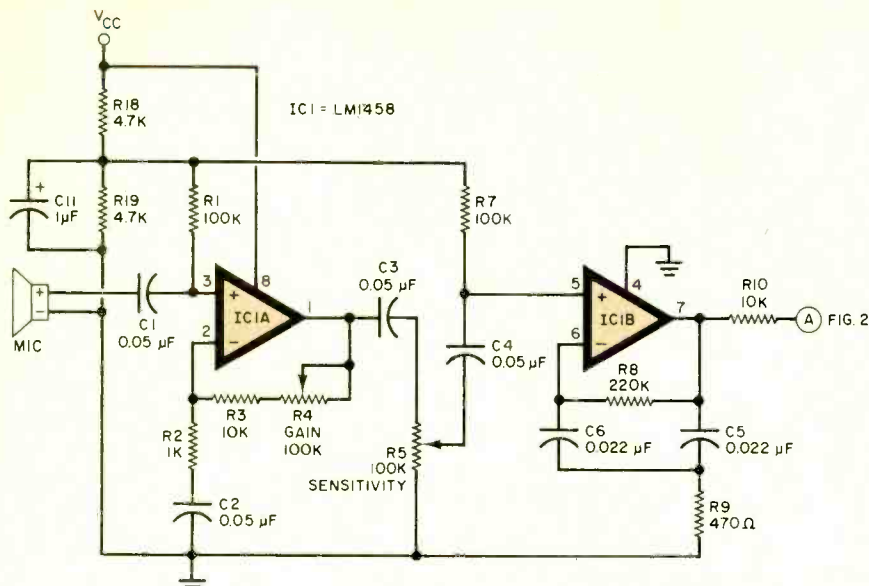 VCC
R18
4.7K
IC1 = LM1458
C11
1µF
+
R19
4.7K
R1
100K
R7
100K
MIC
+
−
C1
0.05 µF
3
+
2
−
8
IC1A
1
C3
0.05 µF
C4
0.05 µF
5
+
6
−
4
IC1B
7
R10
10K
A
FIG. 2
R2
1K
R3
10K
R4
GAIN
100K
R5
100K
SENSITIVITY
R8
220K
C6
0.022 µF
C5
0.022 µF
C2
0.05 µF
R9
470Ω